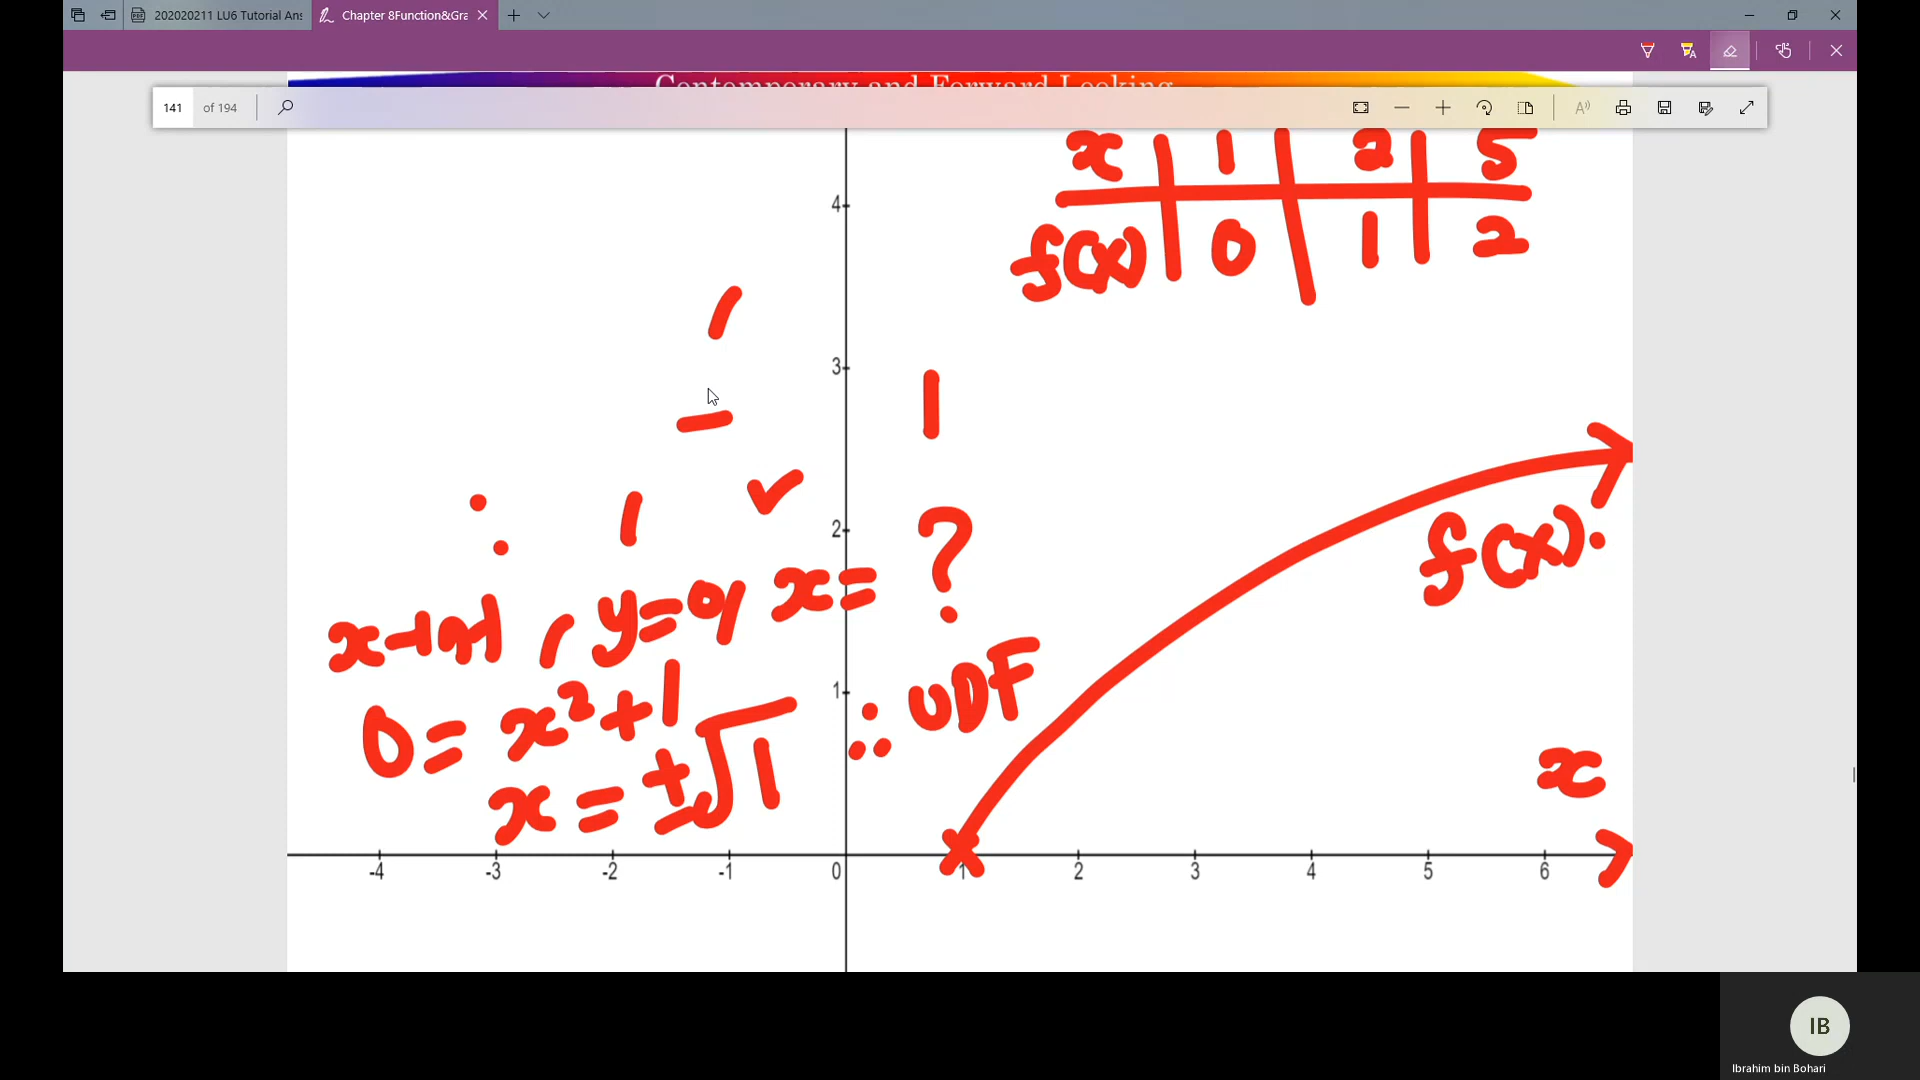 202020211 LU6 Tutorial Ans
Chapter 8Function&Gra
Contemporary and Forward Looking
141 of 194
x 1 2 5
f(x) 0 1 2
4
3
1
2
?
f(x)
x-int, y=0, x=
0 = x²+1
x = ±√1
∴ UDF
1
x
-4 -3 -2 -1 0 1 2 3 4 5 6
IB
Ibrahim bin Bohari